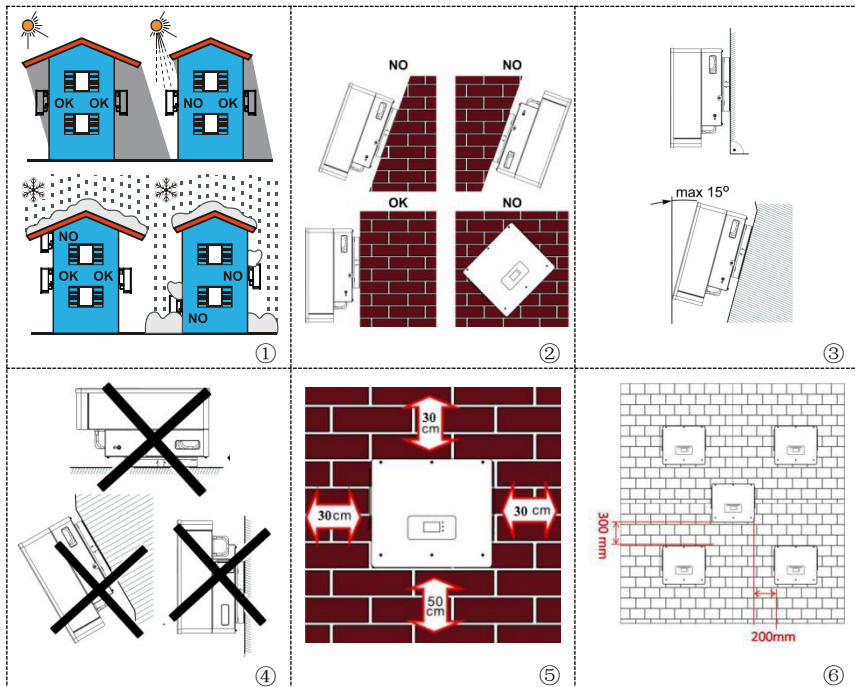 OK OK
NO OK
①
NO
OK OK
NO
NO
NO NO
OK NO
②
max 15°
③
④
30
cm
30cm
30 cm
50
cm
⑤
300 mm
200mm
⑥